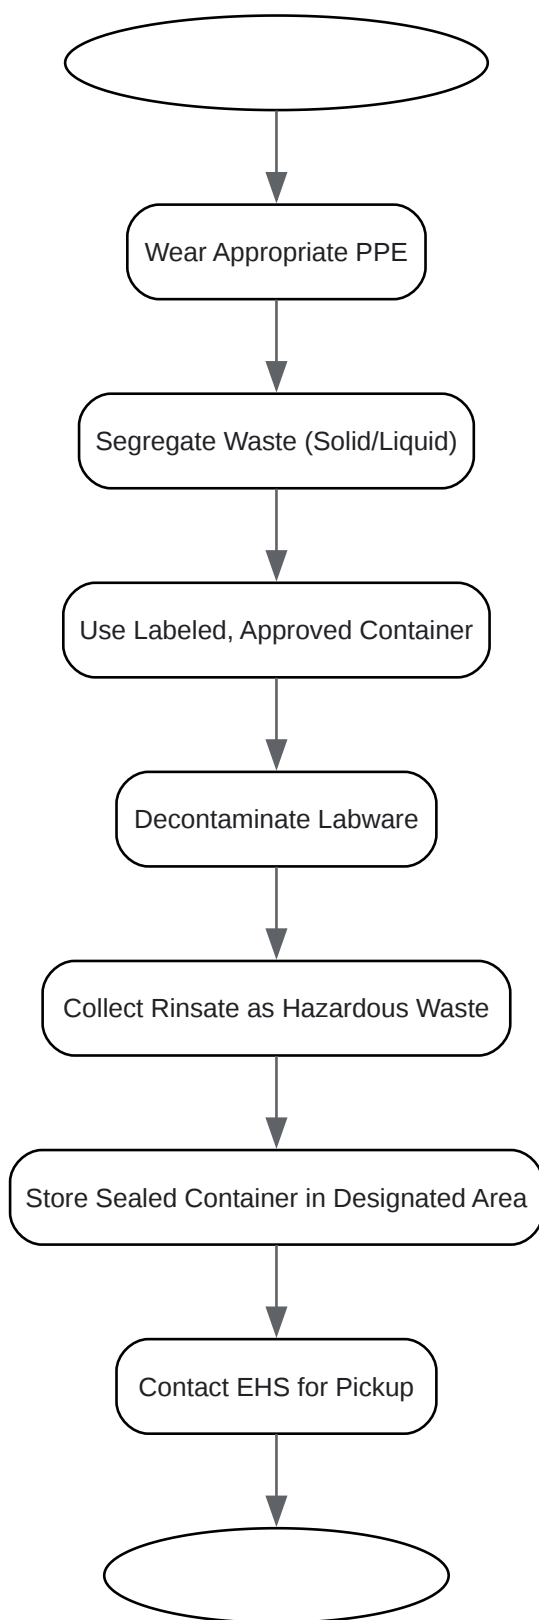 Wear Appropriate PPE
Segregate Waste (Solid/Liquid)
Use Labeled, Approved Container
Decontaminate Labware
Collect Rinsate as Hazardous Waste
Store Sealed Container in Designated Area
Contact EHS for Pickup